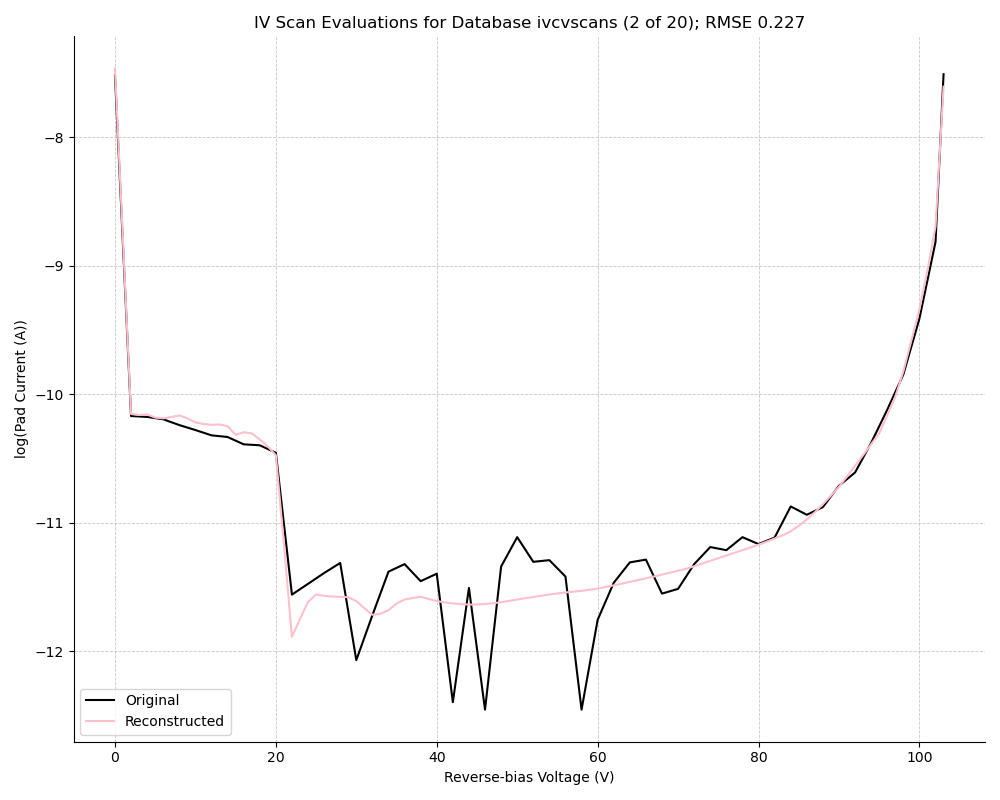 IV Scan Evaluations for Database ivcvscans (2 of 20); RMSE 0.227
log(Pad Current (A))
−8
−9
−10
−11
−12
Original
Reconstructed
0 20 40 60 80 100
Reverse-bias Voltage (V)